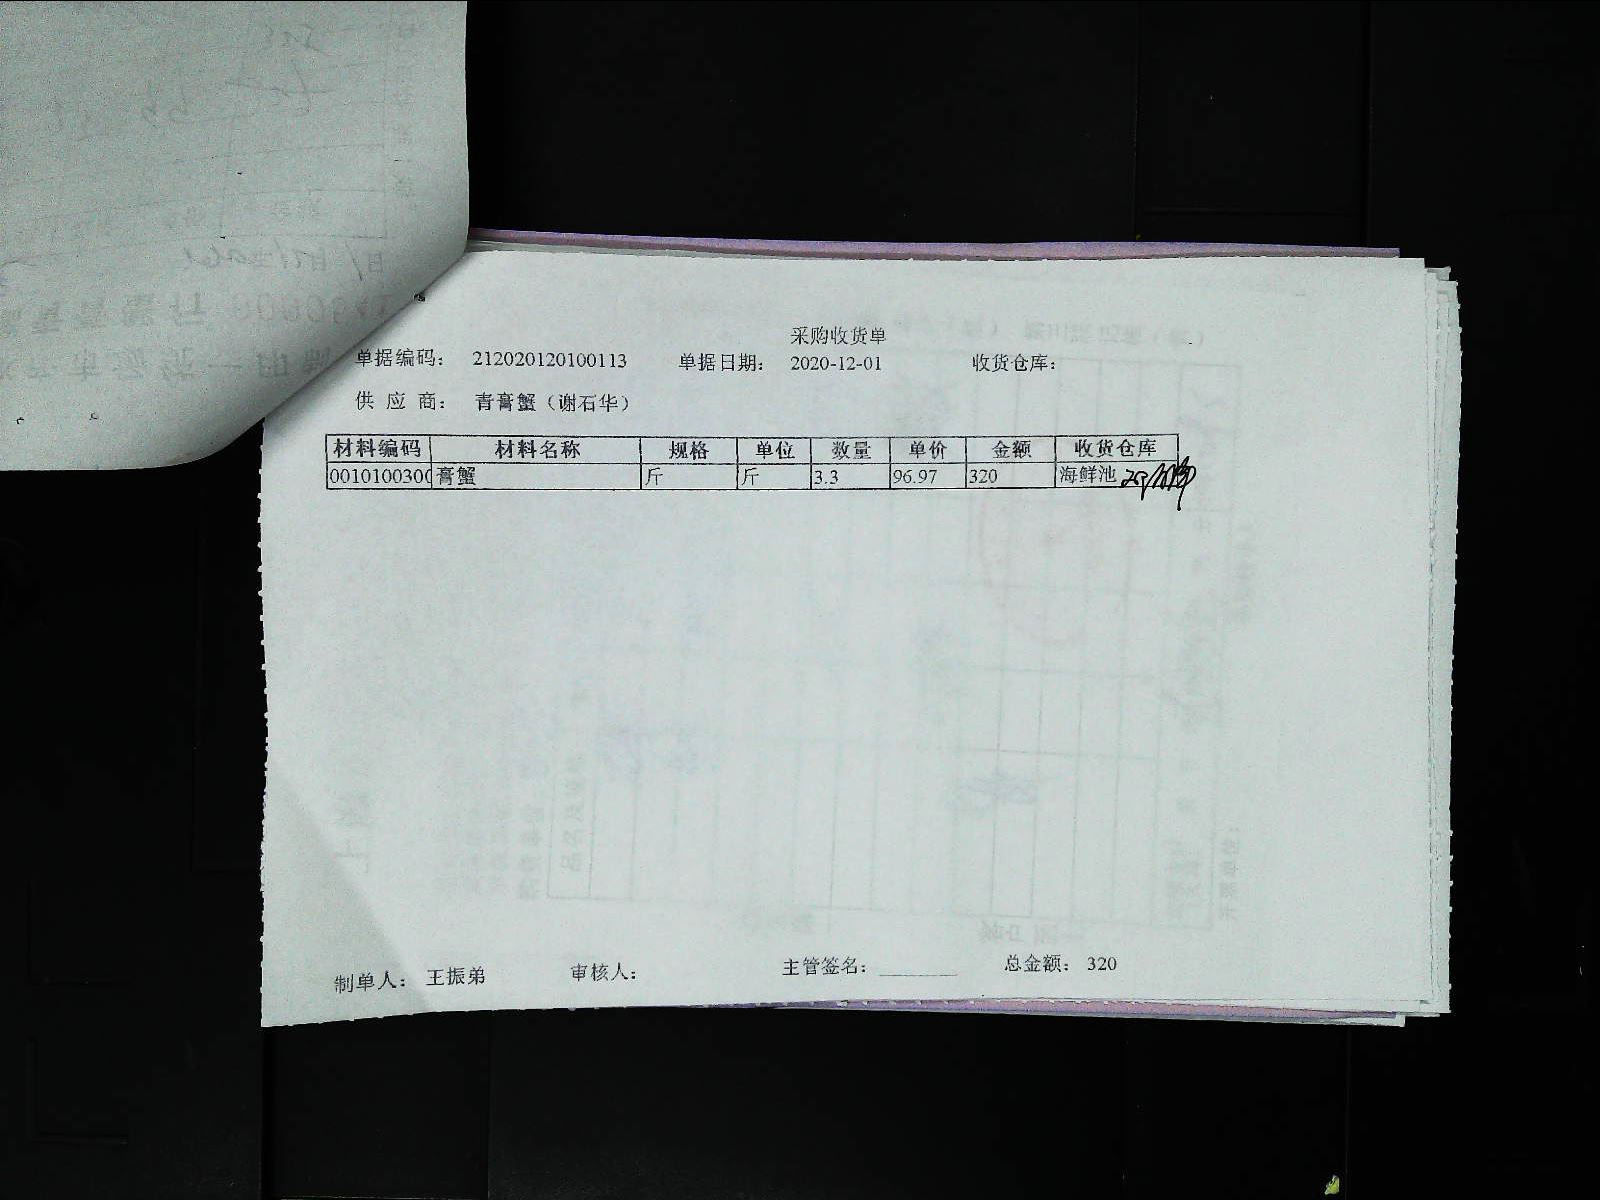 采购收货单
单据编码： 212020120100113 单据日期： 2020-12-01 收货仓库：
供 应 商： 青膏蟹（谢石华）
材料编码 材料名称 规格 单位 数量 单价 金额 收货仓库
0010100300 膏蟹 斤 斤 3.3 96.97 320 海鲜池
制单人： 王振弟 审核人： 主管签名： 总金额： 320